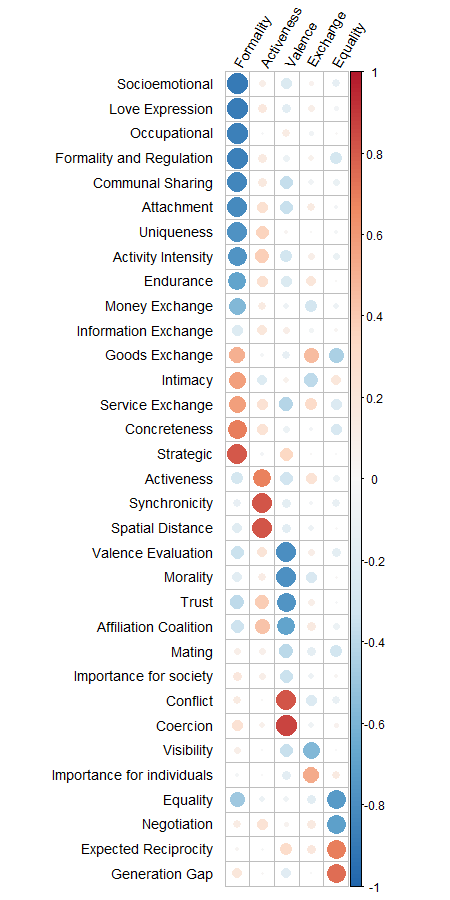 Formality
Activeness
Valence
Exchange
Equality
Socioemotional
Love Expression
Occupational
Formality and Regulation
Communal Sharing
Attachment
Uniqueness
Activity Intensity
Endurance
Money Exchange
Information Exchange
Goods Exchange
Intimacy
Service Exchange
Concreteness
Strategic
Activeness
Synchronicity
Spatial Distance
Valence Evaluation
Morality
Trust
Affiliation Coalition
Mating
Importance for society
Conflict
Coercion
Visibility
Importance for individuals
Equality
Negotiation
Expected Reciprocity
Generation Gap
1
0.8
0.6
0.4
0.2
0
-0.2
-0.4
-0.6
-0.8
-1